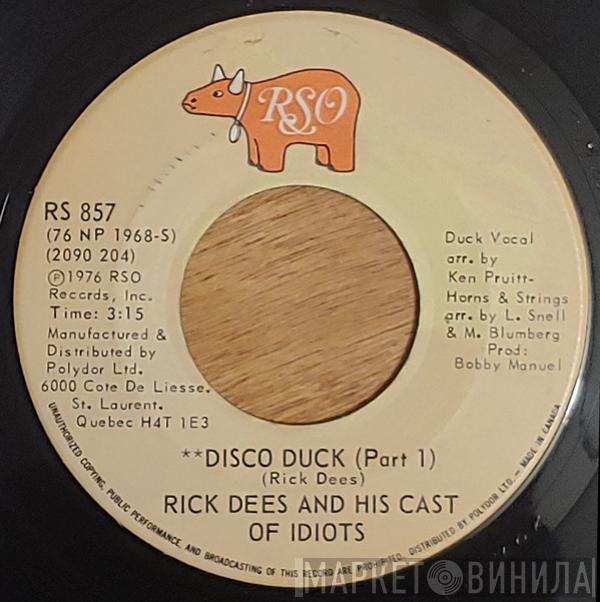 RSO
RS 857
(76 NP 1968-S)
(2090 204)
Ⓟ1976 RSO
Records, Inc.
Time: 3:15
Manufactured &
Distributed by
Polydor Ltd.
6000 Cote De Liesse.
St. Laurent.
Quebec H4T 1E3
Duck Vocal
arr. by
Ken Pruitt-
Horns & Strings
arr. by L. Snell
& M. Blumberg
Prod:
Bobby Manuel
**DISCO DUCK (Part 1)
(Rick Dees)
RICK DEES AND HIS CAST
OF IDIOTS
UNAUTHORIZED COPYING, PUBLIC PERFORMANCE, AND BROADCASTING OF THIS RECORD ARE PROHIBITED. DISTRIBUTED BY POLYDOR LTD.— MADE IN CANADA
МАРКЕТ ВИНИЛА